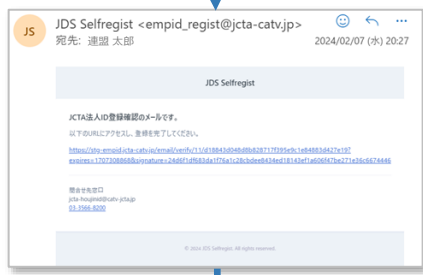 JS
JDS Selfregist <empid_regist@jcta-catv.jp>
宛先: 連盟 太郎
2024/02/07 (水) 20:27
JDS Selfregist
JCTA法人ID登録確認のメールです。
以下のURLにアクセスし、登録を完了してください。
https://stg-empid.jcta-catv.jp/email/verify/11/d18843d048d8b828717f395e9c1e84883d427e19?
expires=1707308868&signature=24d6f1df683da1f76a1c28cbdee8434ed18143ef1a606f47be271e36c6674446
問合せ先窓口
jcta-houjinid@catv-jcta.jp
03-3566-8200
© 2024 JDS Selfregist. All rights reserved.